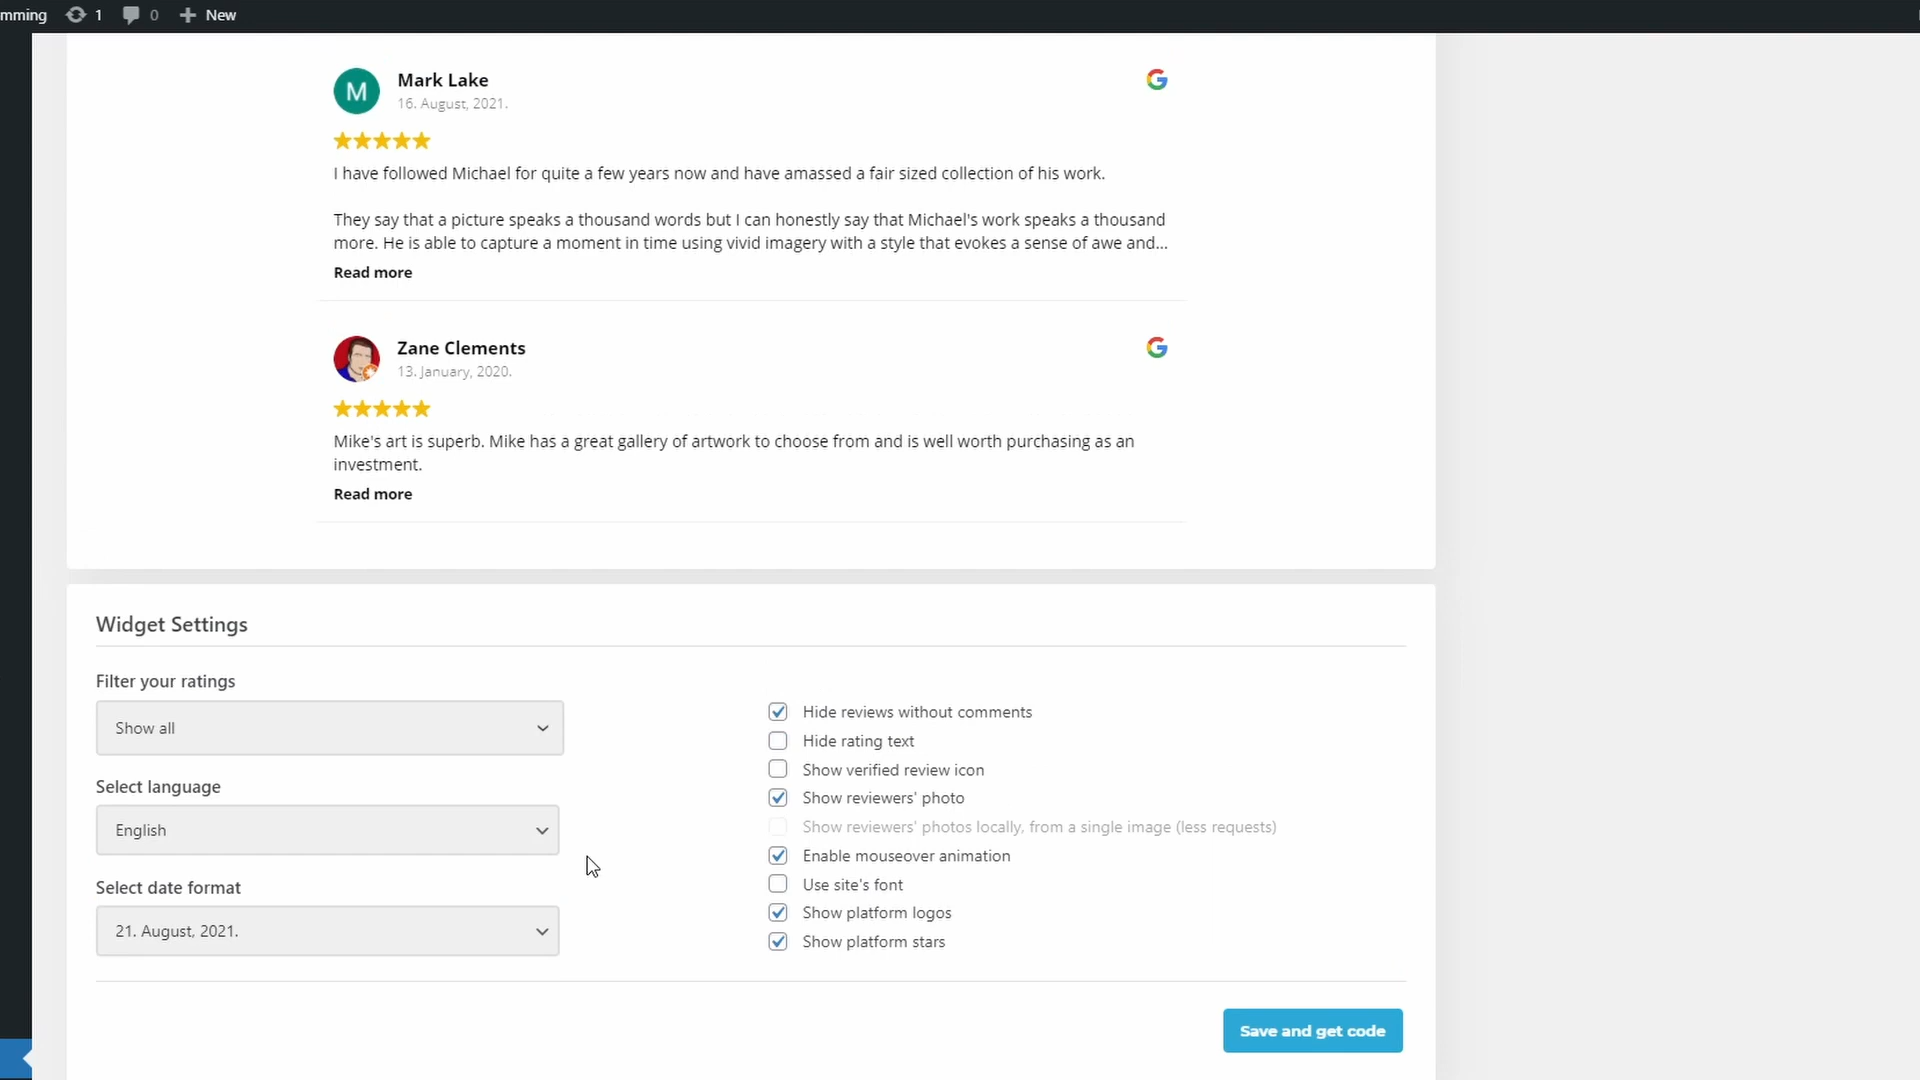 mming 1 0 New
Mark Lake
16. August, 2021.
I have followed Michael for quite a few years now and have amassed a fair sized collection of his work.
They say that a picture speaks a thousand words but I can honestly say that Michael's work speaks a thousand
more. He is able to capture a moment in time using vivid imagery with a style that evokes a sense of awe and...
Read more
Zane Clements
13. January, 2020.
Mike's art is superb. Mike has a great gallery of artwork to choose from and is well worth purchasing as an
investment.
Read more
Widget Settings
Filter your ratings
Show all
Select language
English
Select date format
21. August, 2021.
Hide reviews without comments
Hide rating text
Show verified review icon
Show reviewers' photo
Show reviewers' photos locally, from a single image (less requests)
Enable mouseover animation
Use site's font
Show platform logos
Show platform stars
Save and get code